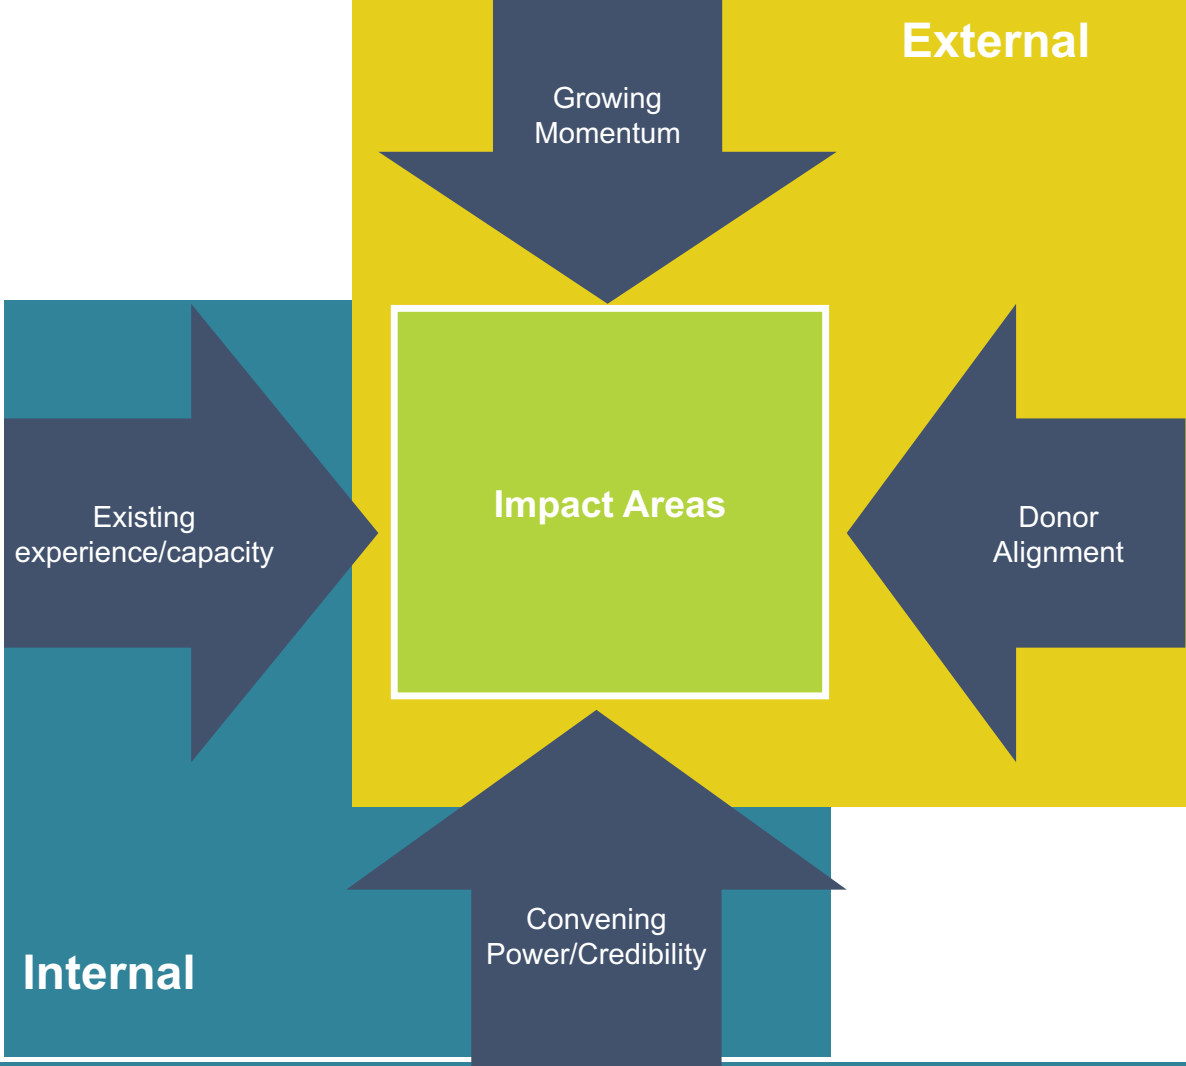 External
Growing
Momentum
Existing
experience/capacity
Impact Areas
Donor
Alignment
Convening
Power/Credibility
Internal